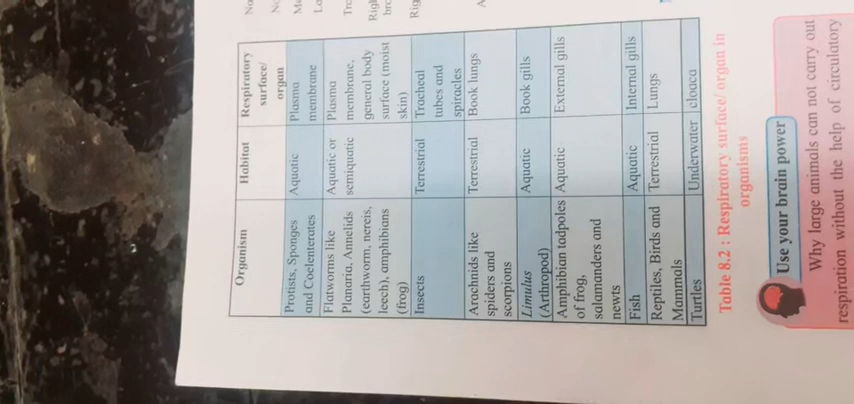 Organism Habitat Respiratory
surface/
organ
Protists, Sponges Aquatic Plasma
and Coelenterates membrane
Flatworms like Aquatic or Plasma
Planaria, Annelids semiquatic membrane,
(earthworm, nereis, general body
leech), amphibians surface (moist
(frog) skin)
Insects Terrestrial Tracheal
tubes and
spiracles
Arachnids like Terrestrial Book lungs
spiders and
scorpions
Limulus Aquatic Book gills
(Arthropod)
Amphibian tadpoles Aquatic External gills
of frog,
salamanders and
newts
Fish Aquatic Internal gills
Reptiles, Birds and Terrestrial Lungs
Mammals
Turtles Underwater cloaca
Table 8.2 : Respiratory surface/ organ in
organisms
Use your brain power
Why large animals can not carry out
respiration without the help of circulatory